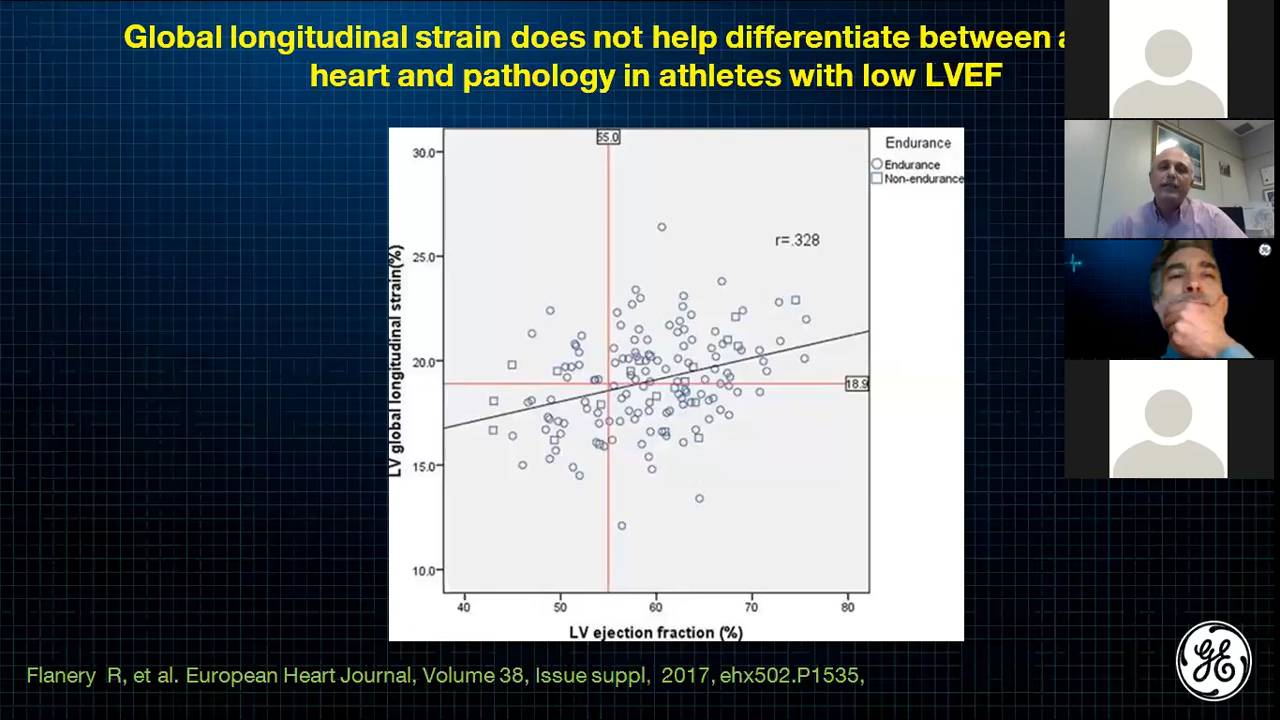 Global longitudinal strain does not help differentiate between a
heart and pathology in athletes with low LVEF
55.0
Endurance
Endurance
Non-endurance
r=.328
30.0
25.0
20.0
15.0
10.0
18.9
LV global longitudinal strain(%)
40 50 60 70 80
LV ejection fraction (%)
Flanery R, et al. European Heart Journal, Volume 38, Issue suppl, 2017, ehx502.P1535,
GE